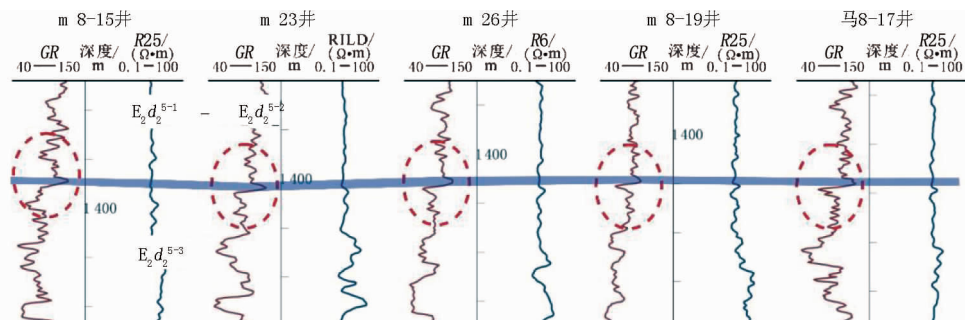 m 8-15井 m 23井 m 26井 m 8-19井 马8-17井
GR 深度/ R25/ GR 深度/ RILD/ GR 深度/ R6/ GR 深度/ R25/ GR 深度/ R25/
40—150 m (Ω•m) 40—150 m (Ω•m) 40—150 m (Ω•m) 40—150 m (Ω•m) 40—150 m (Ω•m)
0.1—100 0.1—100 0.1—100 0.1—100 0.1—100
E₂d₂⁵⁻¹ – E₂d₂⁵⁻²
1 400
1 400
1 400
1 400
E₂d₂⁵⁻³